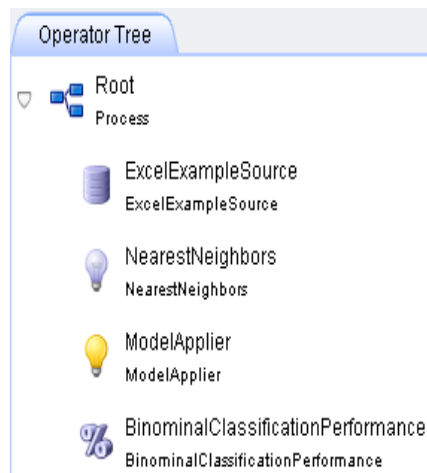 Operator Tree
Root
Process
ExcelExampleSource
ExcelExampleSource
NearestNeighbors
NearestNeighbors
ModelApplier
ModelApplier
BinominalClassificationPerformance
BinominalClassificationPerformance